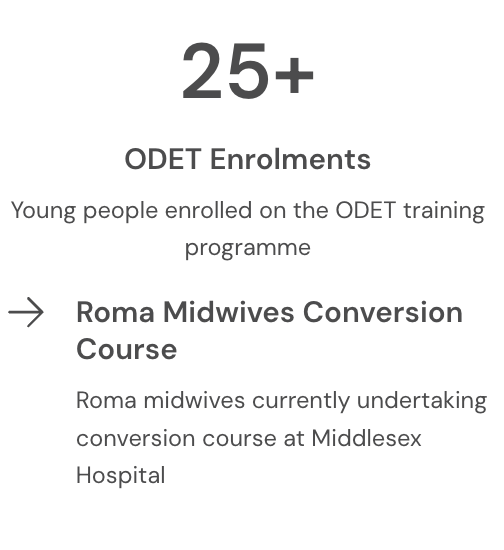 25+
ODET Enrolments
Young people enrolled on the ODET training
programme
Roma Midwives Conversion
Course
Roma midwives currently undertaking
conversion course at Middlesex
Hospital